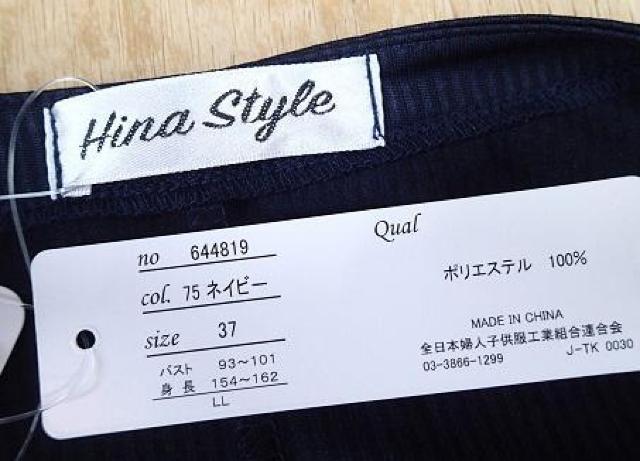 Hina Style
no 644819
col. 75 ネイビー
size 37
バスト 93～101
身長 154～162
LL
Qual
ポリエステル 100%
MADE IN CHINA
全日本婦人子供服工業組合連合会
03-3866-1299 J-TK 0030